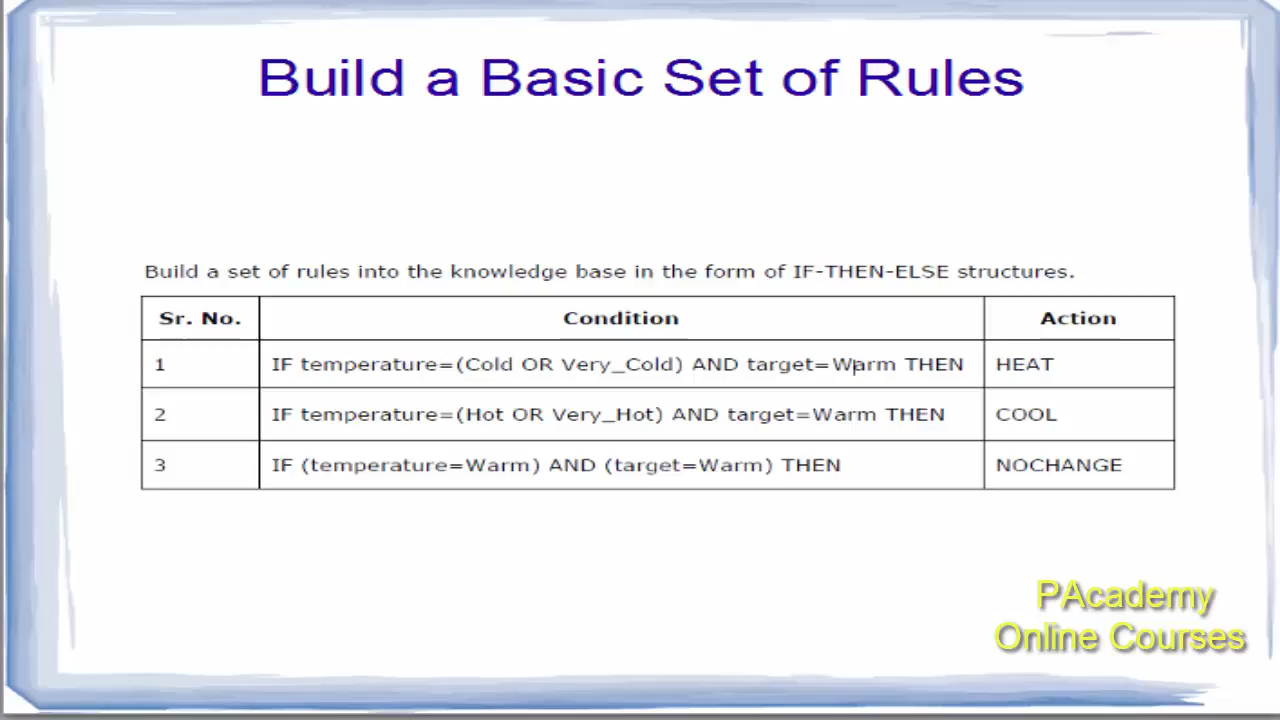 Build a Basic Set of Rules
Build a set of rules into the knowledge base in the form of IF-THEN-ELSE structures.
Sr. No. Condition Action
1 IF temperature=(Cold OR Very_Cold) AND target=Warm THEN HEAT
2 IF temperature=(Hot OR Very_Hot) AND target=Warm THEN COOL
3 IF (temperature=Warm) AND (target=Warm) THEN NOCHANGE
PAcademy
Online Courses